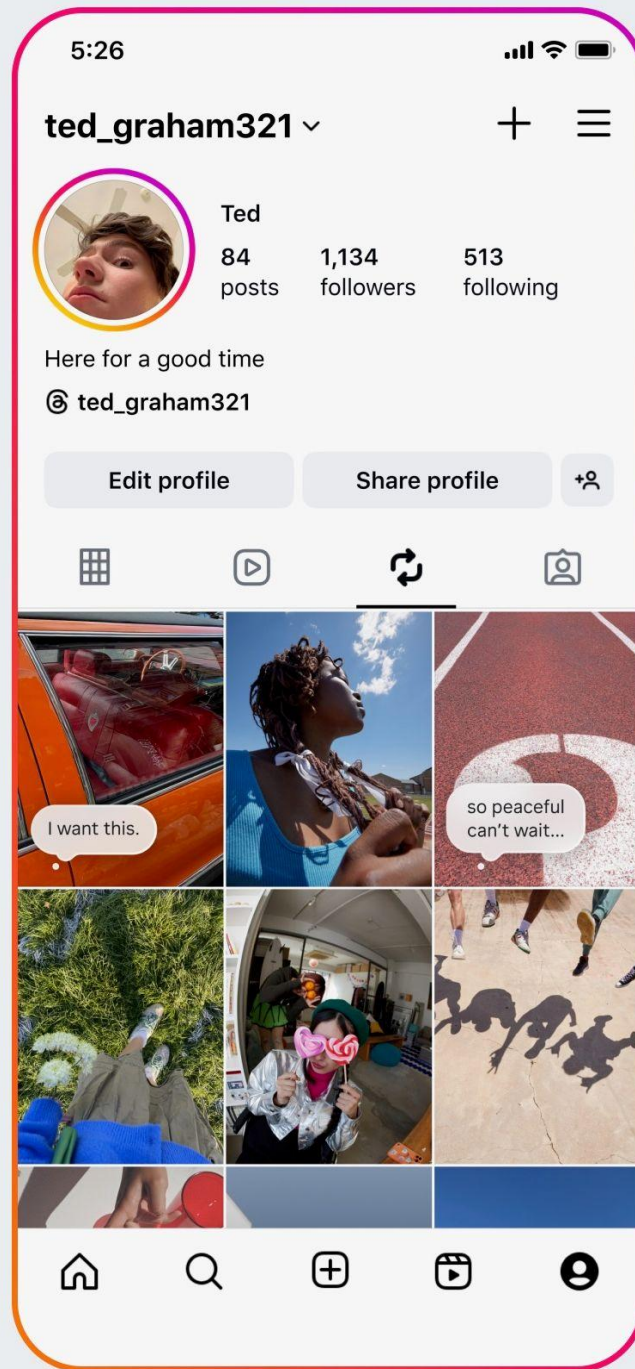 5:26
ted_graham321
Ted
84
1,134
513
posts
followers
following
Here for a good time
ted_graham321
Edit profile
Share profile
I want this.
so peaceful
can't wait...